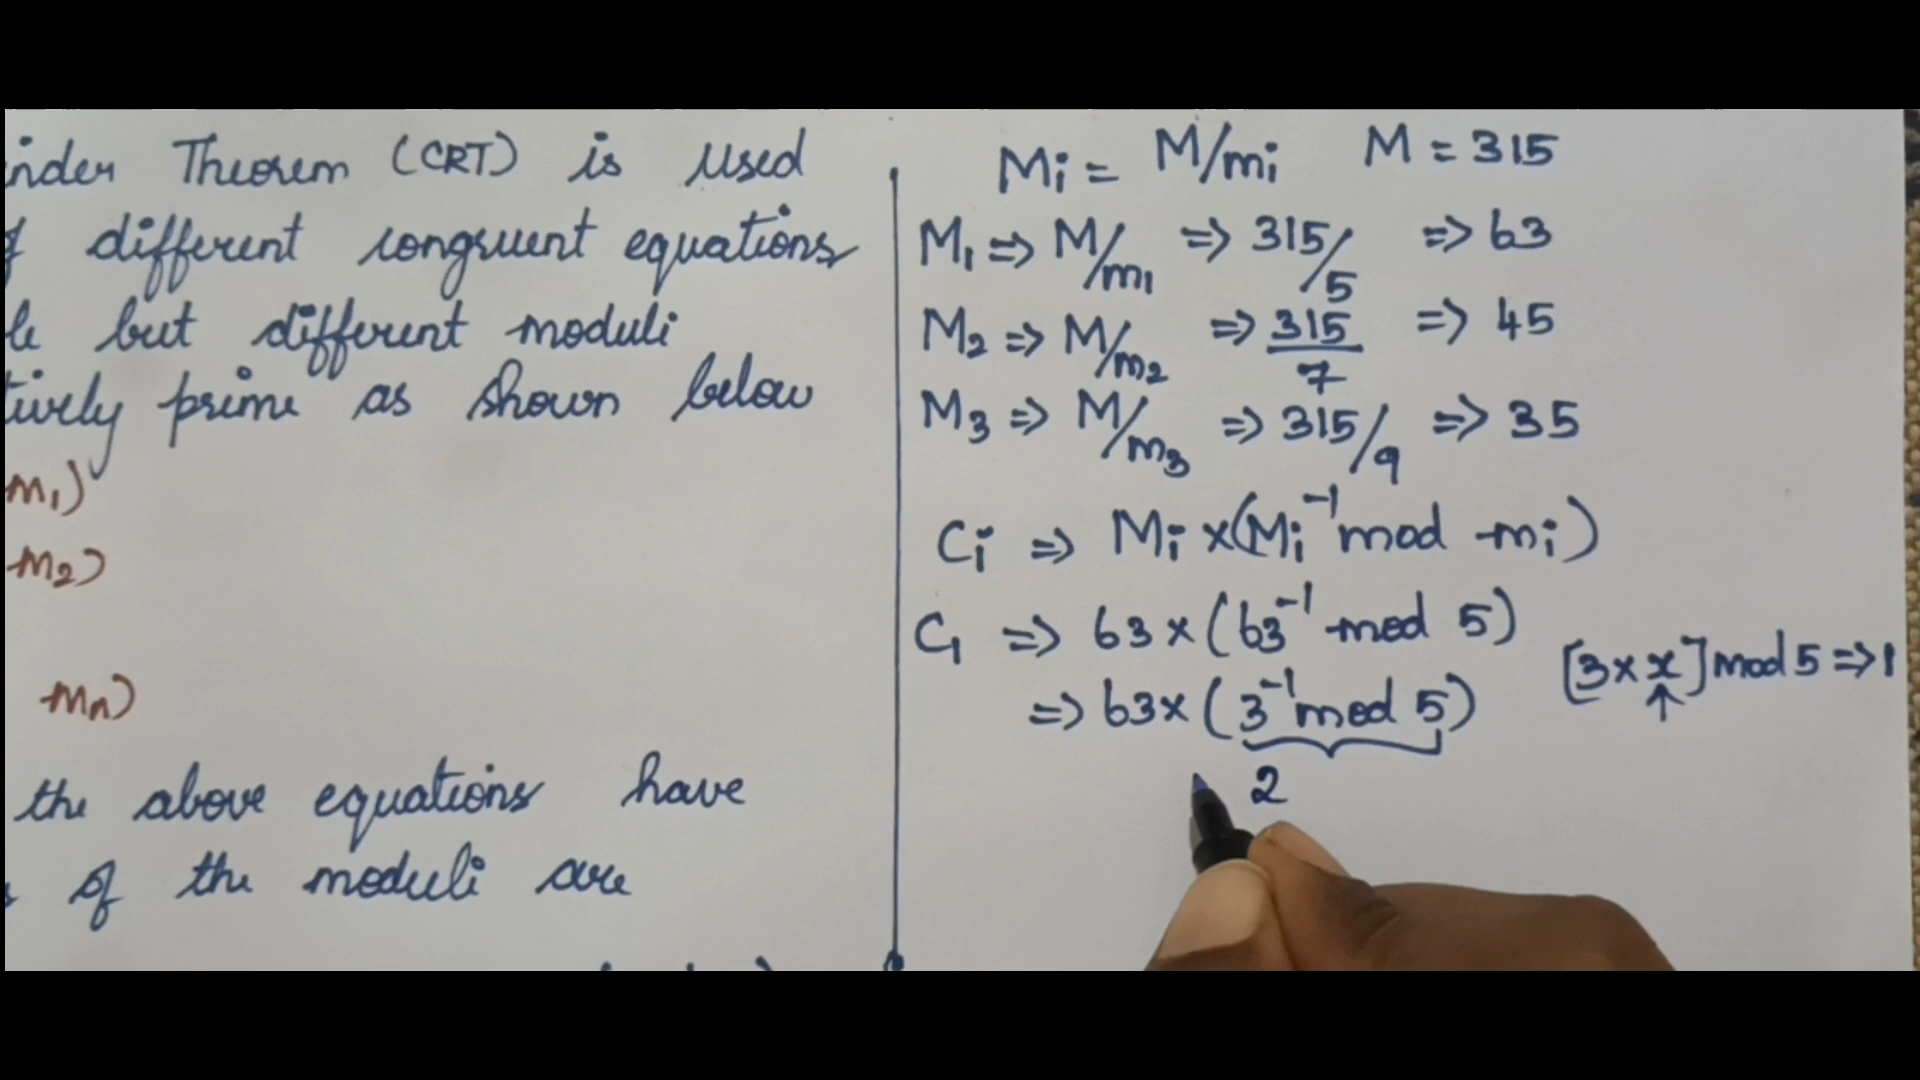 inder Theorem (CRT) is used
f different congruent equations
le but different moduli
tively prime as shown below
m₁)
m₂)
mₙ)
the above equations have
s of the moduli are
Mᵢ = M/mᵢ M = 315
M₁ => M/m₁ => 315/5 => 63
M₂ => M/m₂ => 315/7 => 45
M₃ => M/m₃ => 315/9 => 35
Cᵢ => Mᵢ x (Mᵢ⁻¹ mod mᵢ)
C₁ => 63 x (63⁻¹ mod 5)
=> 63 x (3⁻¹ mod 5) [3 x x] mod 5 => 1
2